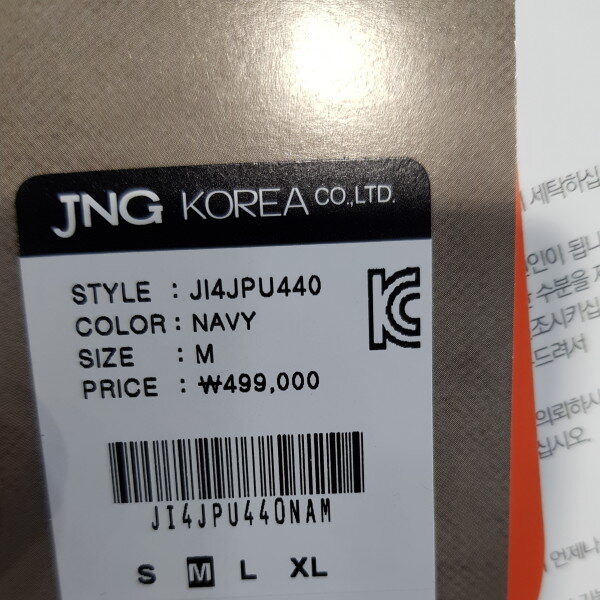 JNG KOREA CO.,LTD.
STYLE : JI4JPU440
COLOR : NAVY
SIZE : M
PRICE : ₩499,000
KC
JI4JPU440NAM
S M L XL
세탁하십
인이 됩니
수분을 제
조시키십
드려서
의뢰하시
십시오.
언제나